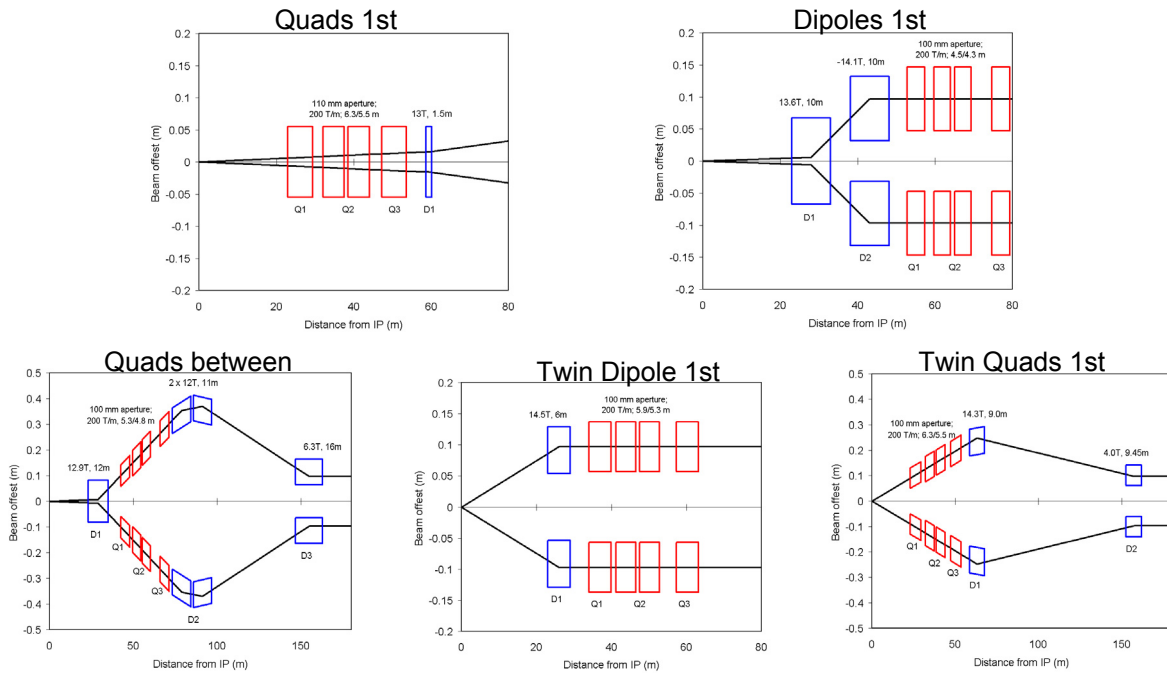 Quads 1st
0.2
0.15
0.1
0.05
0
-0.05
-0.1
-0.15
-0.2
Beam offest (m)
110 mm aperture;
200 T/m; 6.3/5.5 m
13T, 1.5m
Q1
Q2
Q3
D1
0
20
40
60
80
Distance from IP (m)
Dipoles 1st
0.2
0.15
0.1
0.05
0
-0.05
-0.1
-0.15
-0.2
Beam offest (m)
100 mm aperture;
200 T/m; 4.5/4.3 m
-14.1T, 10m
13.6T, 10m
D1
D2
Q1
Q2
Q3
0
20
40
60
80
Distance from IP (m)
Quads between
0.5
0.4
0.3
0.2
0.1
0
-0.1
-0.2
-0.3
-0.4
-0.5
Beam offest (m)
2 x 12T, 11m
100 mm aperture;
200 T/m, 5.3/4.8 m
6.3T, 16m
12.9T, 12m
D1
Q1
Q2
Q3
D2
D3
0
50
100
150
Distance from IP (m)
Twin Dipole 1st
0.2
0.15
0.1
0.05
0
-0.05
-0.1
-0.15
-0.2
Beam offest (m)
100 mm aperture;
200 T/m; 5.9/5.3 m
14.5T, 6m
D1
Q1
Q2
Q3
0
20
40
60
80
Distance from IP (m)
Twin Quads 1st
0.5
0.4
0.3
0.2
0.1
0
-0.1
-0.2
-0.3
-0.4
-0.5
Beam offest (m)
14.3T, 9.0m
100 mm aperture;
200 T/m; 6.3/5.5 m
4.0T, 9.45m
Q1
Q2
Q3
D1
D2
0
50
100
150
Distance from IP (m)